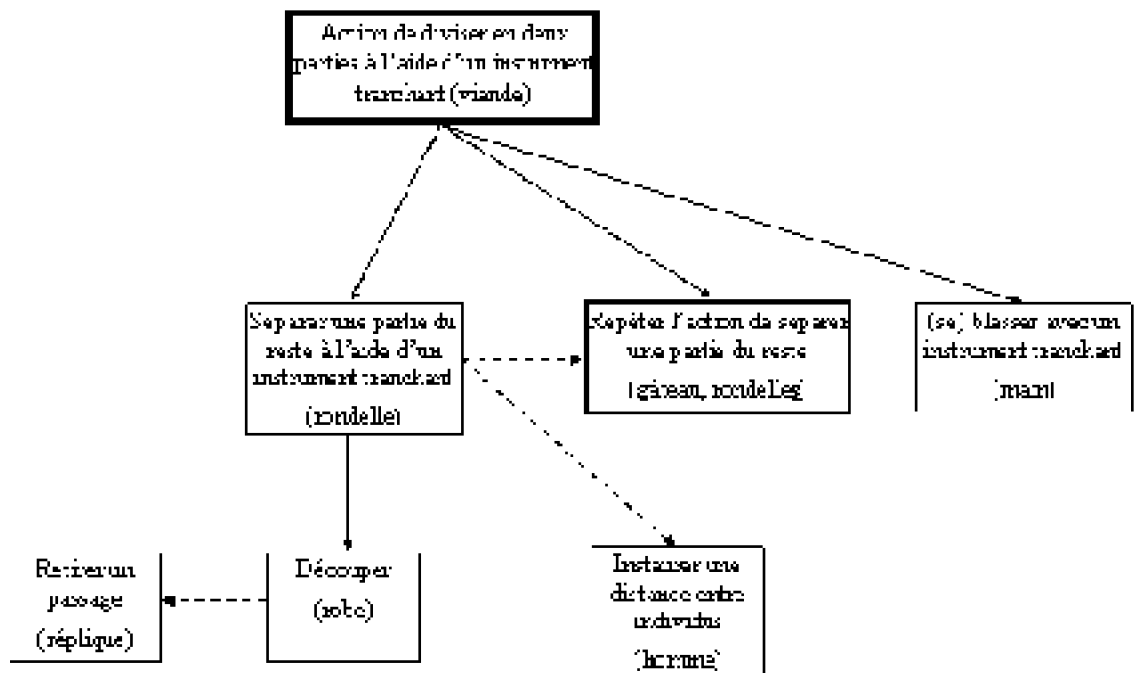 Action de diviser en deux
parties à l'aide d'un instrument
tranchant (viande)
Séparer une partie du
reste à l'aide d'un
instrument tranchant
(rondelle)
Répéter l'action de séparer
une partie du reste
(gâteau, rondelles)
(se) blesser avec un
instrument tranchant
(main)
Retirer un
passage
(réplique)
Découper
(robe)
Instaurer une
distance entre
individus
(homme)